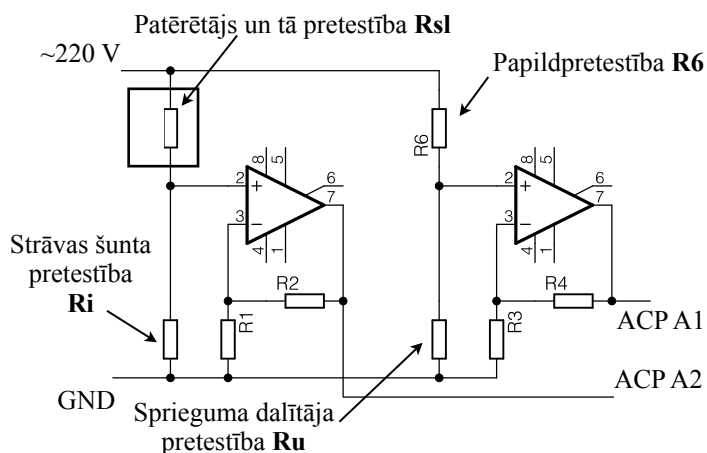 Patērētājs un tā pretestība Rsl
~220 V
Papildpretestība R6
R6
8
5
2
+
6
7
3
−
4
1
8
5
2
+
6
7
3
−
4
1
Strāvas šunta
pretestība
Ri
R2
R1
R4
R3
ACP A1
GND
ACP A2
Sprieguma dalītāja
pretestība Ru